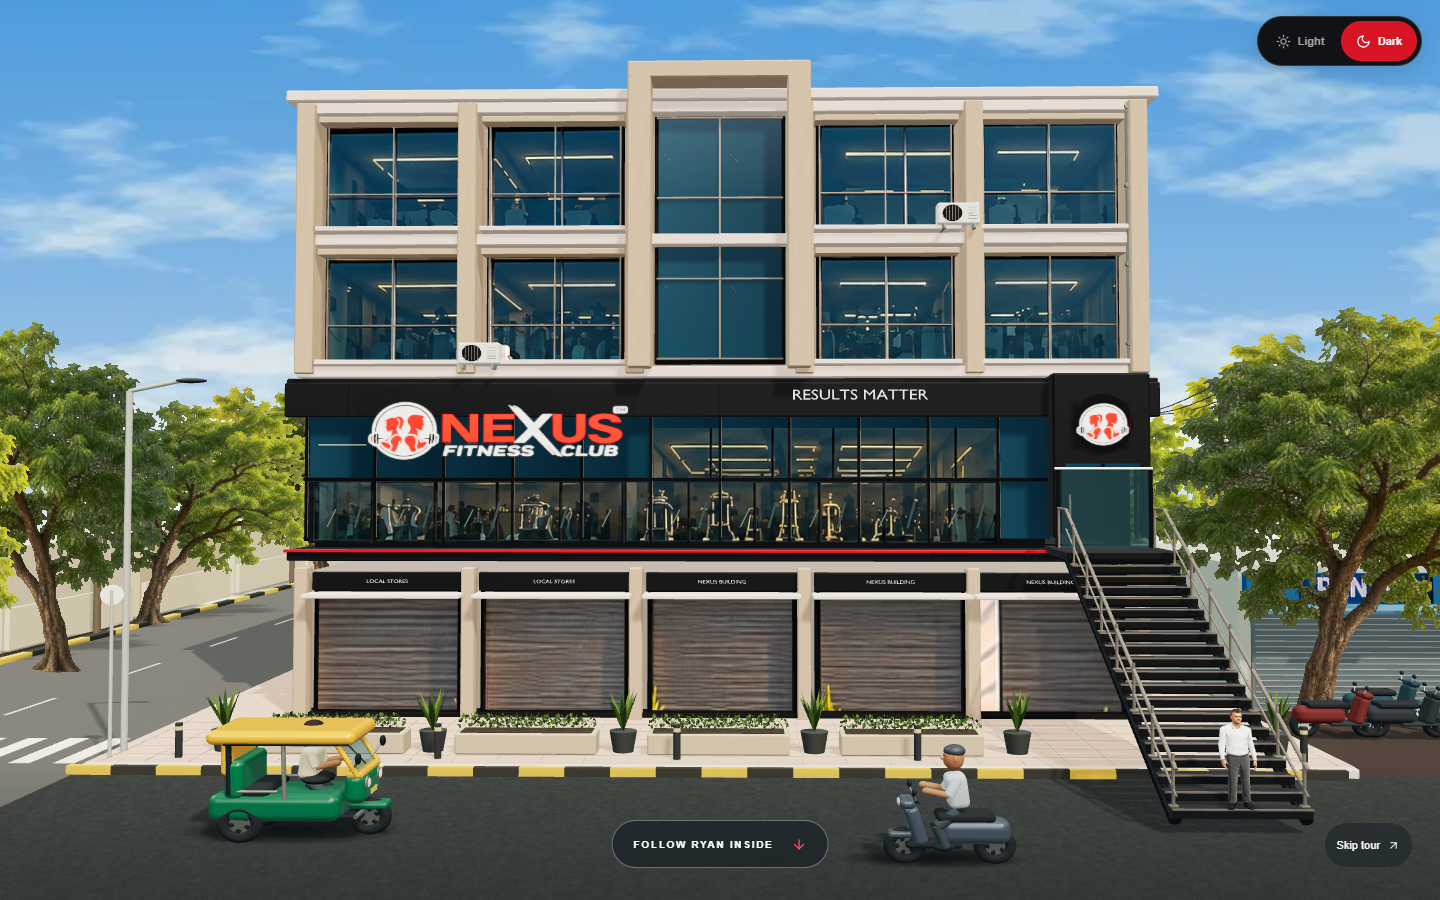 Light
Dark
RESULTS MATTER
NEXUS
TM
FITNESS CLUB
LOCAL STORES
LOCAL STORES
NEXUS BUILDING
NEXUS BUILDING
NEXUS BUILDING
FOLLOW RYAN INSIDE
Skip tour